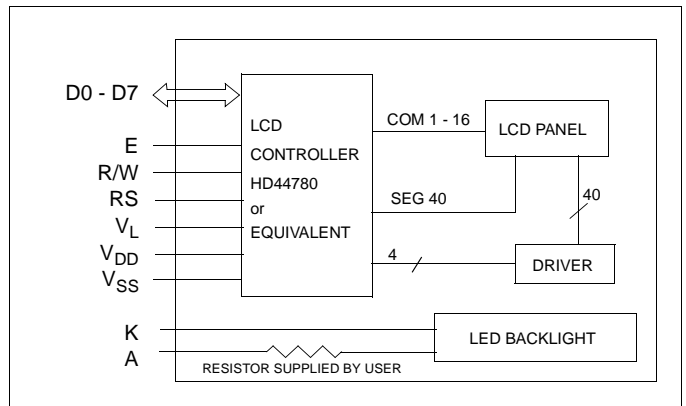 D0 - D7
E
R/W
RS
VL
VDD
VSS
K
A
LCD
CONTROLLER
HD44780
or
EQUIVALENT
COM 1 - 16
SEG 40
4
LCD PANEL
40
DRIVER
LED BACKLIGHT
RESISTOR SUPPLIED BY USER